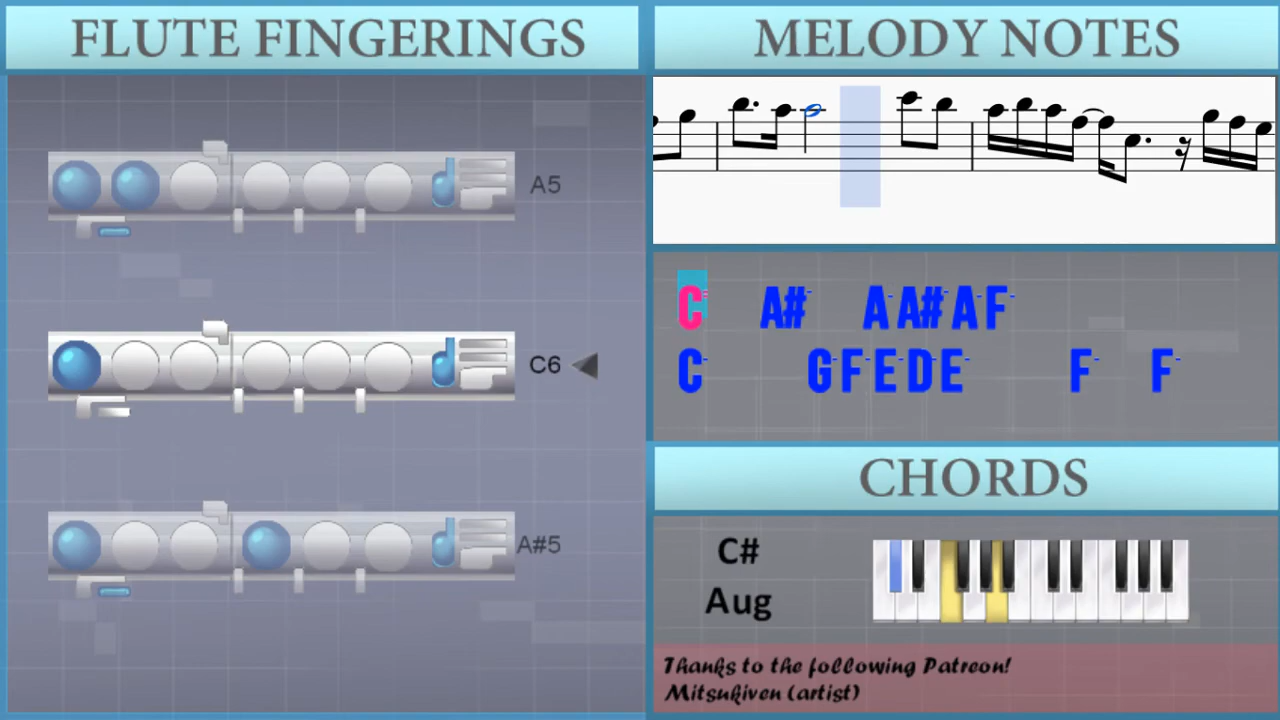 FLUTE FINGERINGS
A5
C6
A#5
MELODY NOTES
C A# A A# A F
C G F E D E F F
CHORDS
C#
Aug
Thanks to the following Patreon!
Mitsukiven (artist)